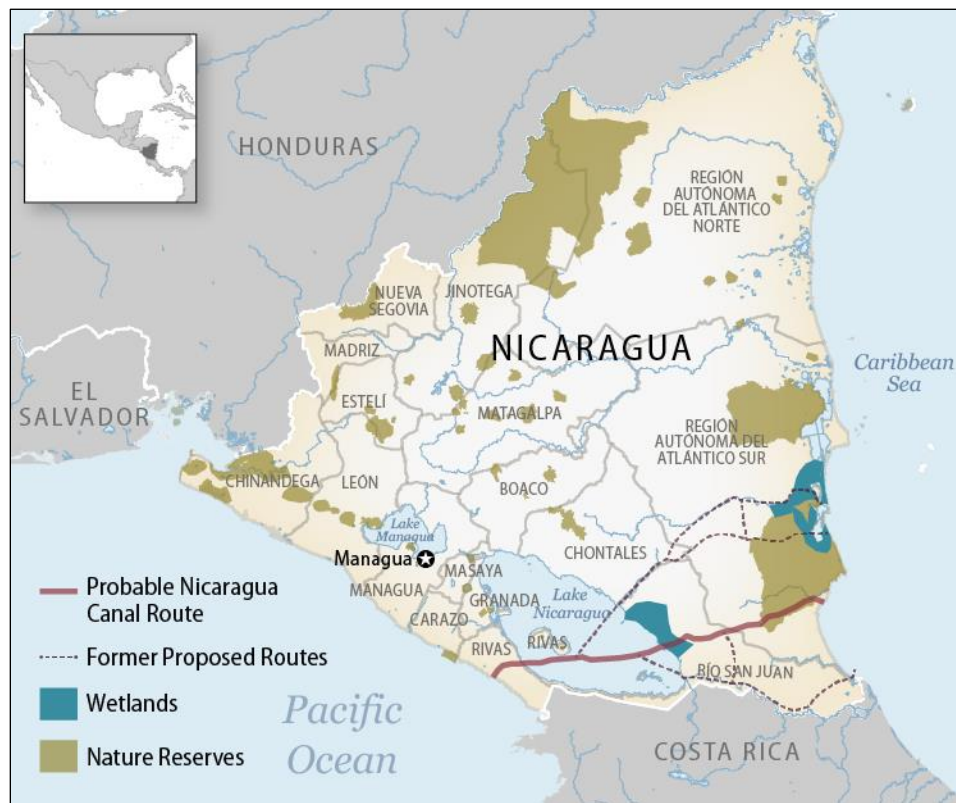 HONDURAS
REGIÓN
AUTÓNOMA
DEL ATLÁNTICO
NORTE
NUEVA
SEGOVIA
JINOTEGA
MADRIZ
NICARAGUA
Caribbean
Sea
EL
SALVADOR
ESTELÍ
MATAGALPA
REGIÓN
AUTÓNOMA DEL
ATLÁNTICO SUR
CHINANDEGA
LEÓN
BOACO
Lake
Managua
Managua
CHONTALES
MASAYA
MANAGUA
GRANADA
Lake
Nicaragua
CARAZO
RIVAS
RIVAS
RÍO SAN JUAN
Probable Nicaragua
Canal Route
Former Proposed Routes
Wetlands
Nature Reserves
Pacific
Ocean
COSTA RICA